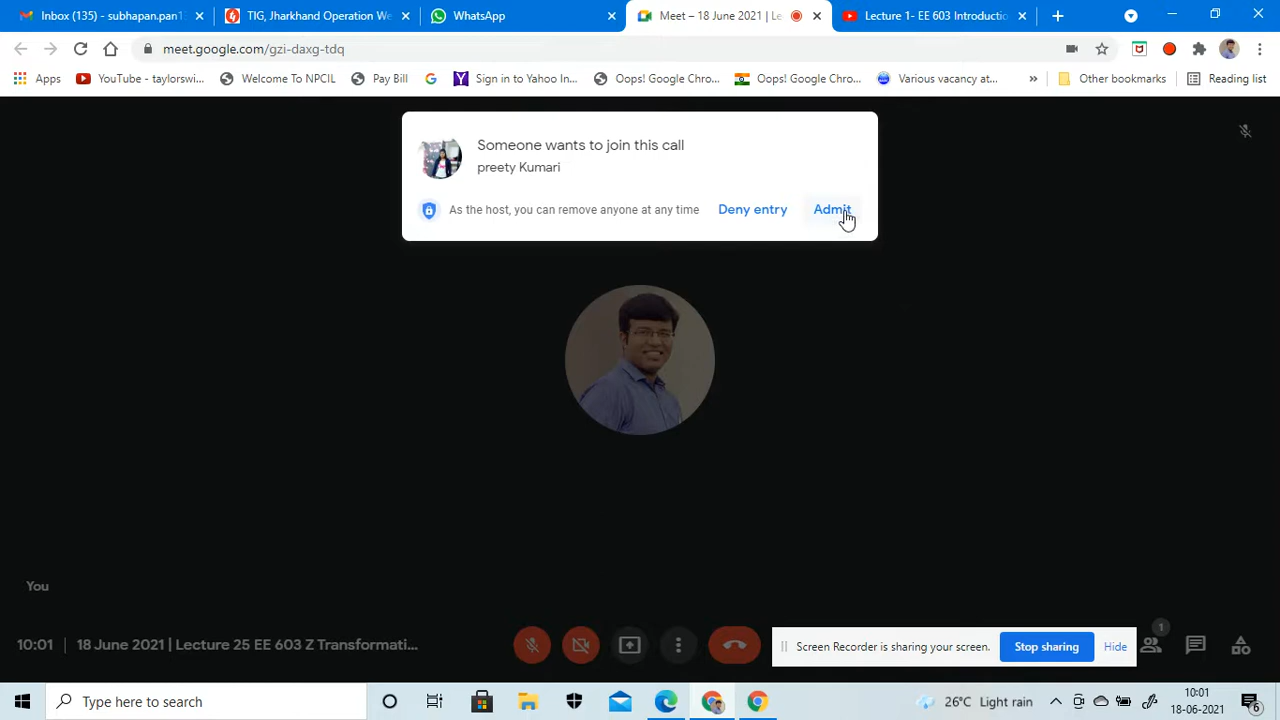 Inbox (135) - subhapan.pan1
TIG, Jharkhand Operation We
WhatsApp
Meet – 18 June 2021 | Le
Lecture 1- EE 603 Introductio
meet.google.com/gzi-daxg-tdq
Apps
YouTube - taylorswi...
Welcome To NPCIL
Pay Bill
Sign in to Yahoo In...
Oops! Google Chro...
Oops! Google Chro...
Various vacancy at...
»
Other bookmarks
Reading list
Someone wants to join this call
preety Kumari
As the host, you can remove anyone at any time
Deny entry
Admit
You
10:01 | 18 June 2021 | Lecture 25 EE 603 Z Transformati...
Screen Recorder is sharing your screen.
Stop sharing
Hide
1
Type here to search
26°C Light rain
10:01
18-06-2021
6